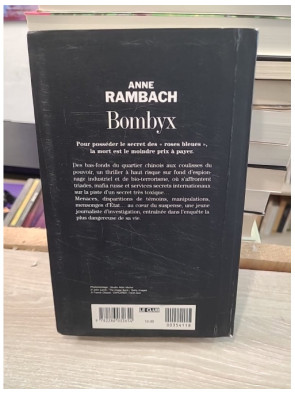 ANNE
RAMBACH
Bombyx
Pour posséder le secret des « roses bleues »,
la mort est le moindre prix à payer.
Des bas-fonds du quartier chinois aux coulisses du
pouvoir, un thriller à haut risque sur fond d'espion-
nage industriel et de bio-terrorisme, où s'affrontent
triades, mafia russe et services secrets internationaux
sur la piste d'un secret très toxique.
Menaces, disparitions de témoins, manipulations,
mensonges d'État... au cœur du suspense, une jeune
journaliste d'investigation, entraînée dans l'enquête la
plus dangereuse de sa vie.
LE CLUB